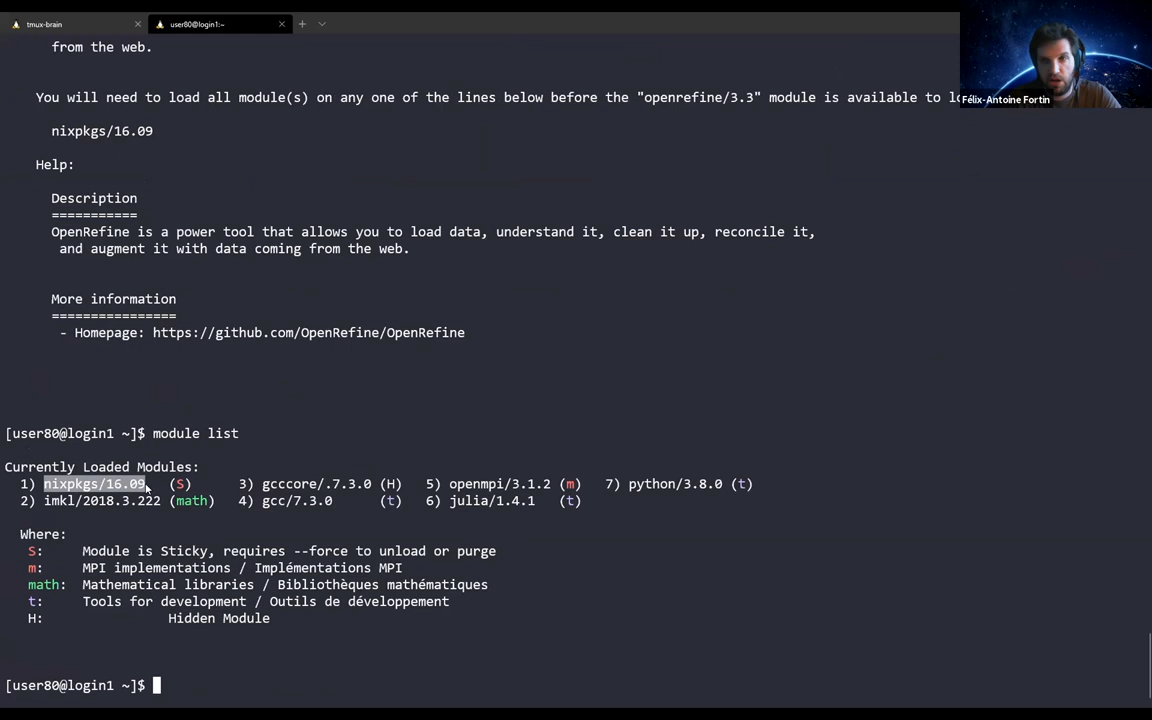 tmux-brain
user80@login1:~
from the web.
Félix-Antoine Fortin
You will need to load all module(s) on any one of the lines below before the "openrefine/3.3" module is available to
nixpkgs/16.09
Help:
Description
===========
OpenRefine is a power tool that allows you to load data, understand it, clean it up, reconcile it,
and augment it with data coming from the web.
More information
================
- Homepage: https://github.com/OpenRefine/OpenRefine
[user80@login1 ~]$ module list
Currently Loaded Modules:
1) nixpkgs/16.09 (S) 3) gcccore/.7.3.0 (H) 5) openmpi/3.1.2 (m) 7) python/3.8.0 (t)
2) imkl/2018.3.222 (math) 4) gcc/7.3.0 (t) 6) julia/1.4.1 (t)
Where:
S: Module is Sticky, requires --force to unload or purge
m: MPI implementations / Implémentations MPI
math: Mathematical libraries / Bibliothèques mathématiques
t: Tools for development / Outils de développement
H: Hidden Module
[user80@login1 ~]$